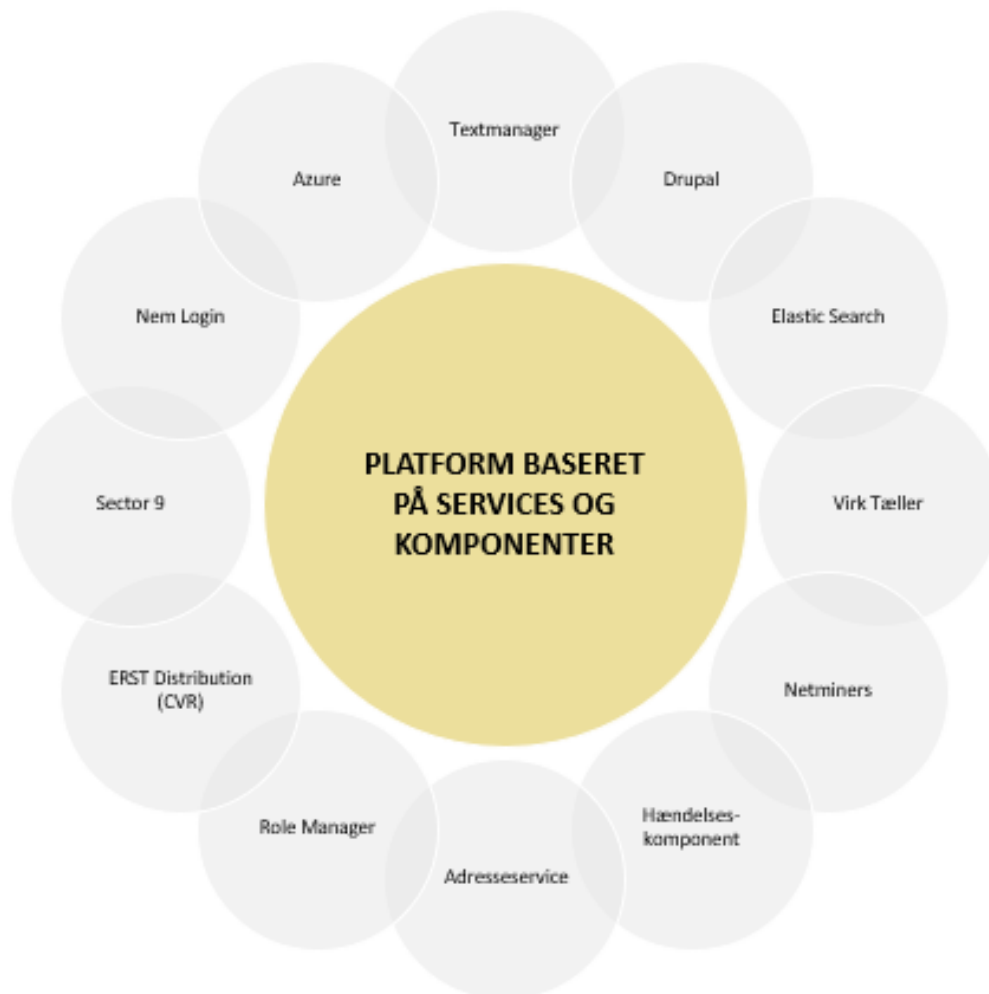 Textmanager
Drupal
Elastic Search
Virk Tæller
Netminers
Hændelses-
komponent
Adresseservice
Role Manager
ERST Distribution
(CVR)
Sector 9
Nem Login
Azure
PLATFORM BASERET
PÅ SERVICES OG
KOMPONENTER